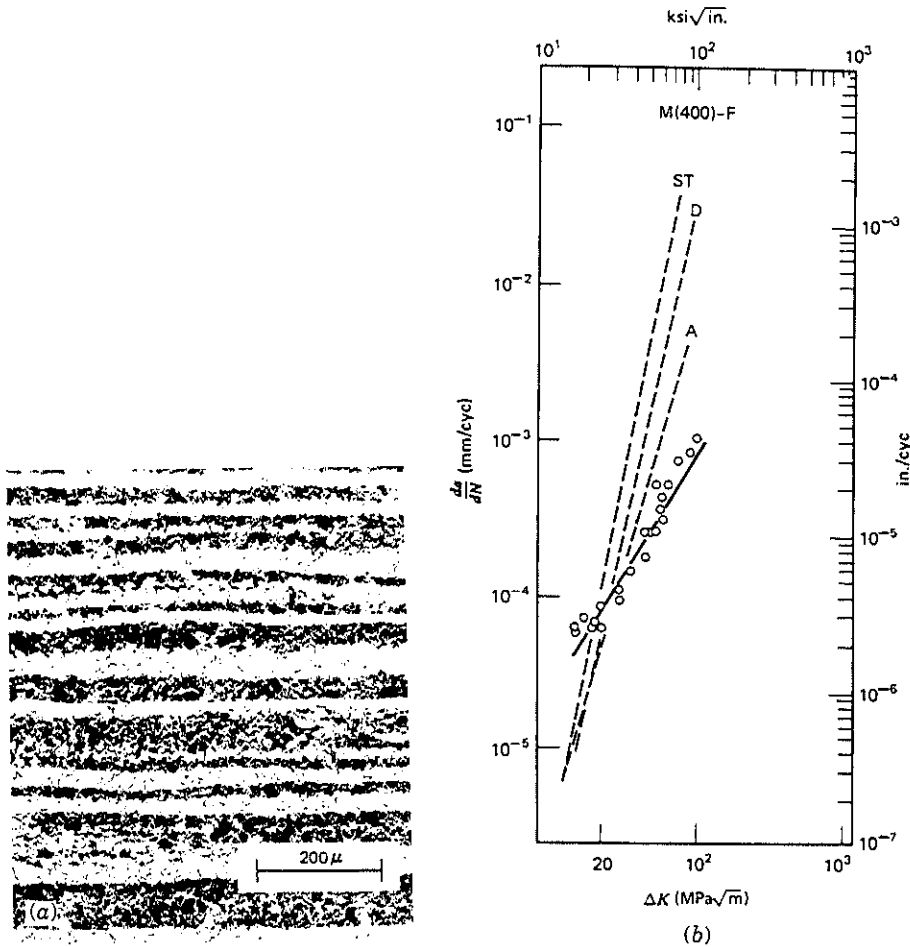 ksi√in.
10¹ 10² 10³
M(400)-F
10⁻¹
ST
D
10⁻³
10⁻²
A
10⁻⁴
da/dN (mm/cyc)
10⁻³
in./cyc
10⁻⁵
10⁻⁴
10⁻⁶
10⁻⁵
200 μ
10⁻⁷
20 10² 10³
(a)
ΔK (MPa√m)
(b)